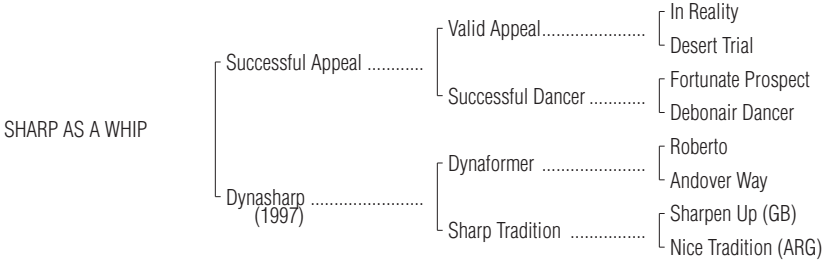 In Reality
Valid Appeal......................
Desert Trial
Successful Appeal ............
Fortunate Prospect
Successful Dancer ............
Debonair Dancer
SHARP AS A WHIP
Roberto
Dynaformer ......................
Andover Way
Dynasharp ........................
(1997)
Sharpen Up (GB)
Sharp Tradition ................
Nice Tradition (ARG)